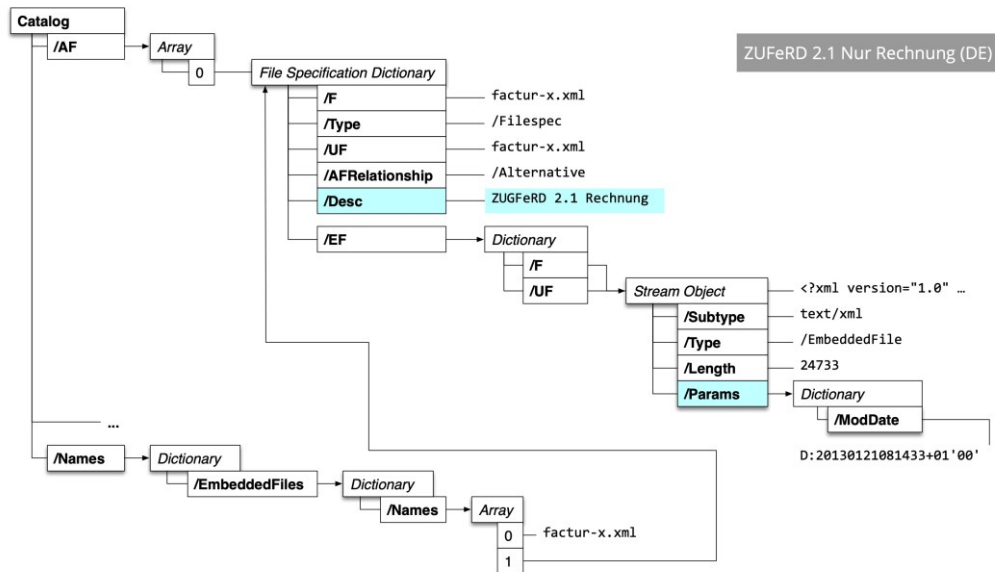 Catalog
/AF
Array
0
File Specification Dictionary
ZUFeRD 2.1 Nur Rechnung (DE)
/F
factur-x.xml
/Type
/Filespec
/UF
factur-x.xml
/AFRelationship
/Alternative
/Desc
ZUGFeRD 2.1 Rechnung
/EF
Dictionary
/F
/UF
Stream Object
<?xml version="1.0" …
/Subtype
text/xml
/Type
/EmbeddedFile
/Length
24733
/Params
Dictionary
/ModDate
D:20130121081433+01'00'
...
/Names
Dictionary
/EmbeddedFiles
Dictionary
/Names
Array
0
factur-x.xml
1